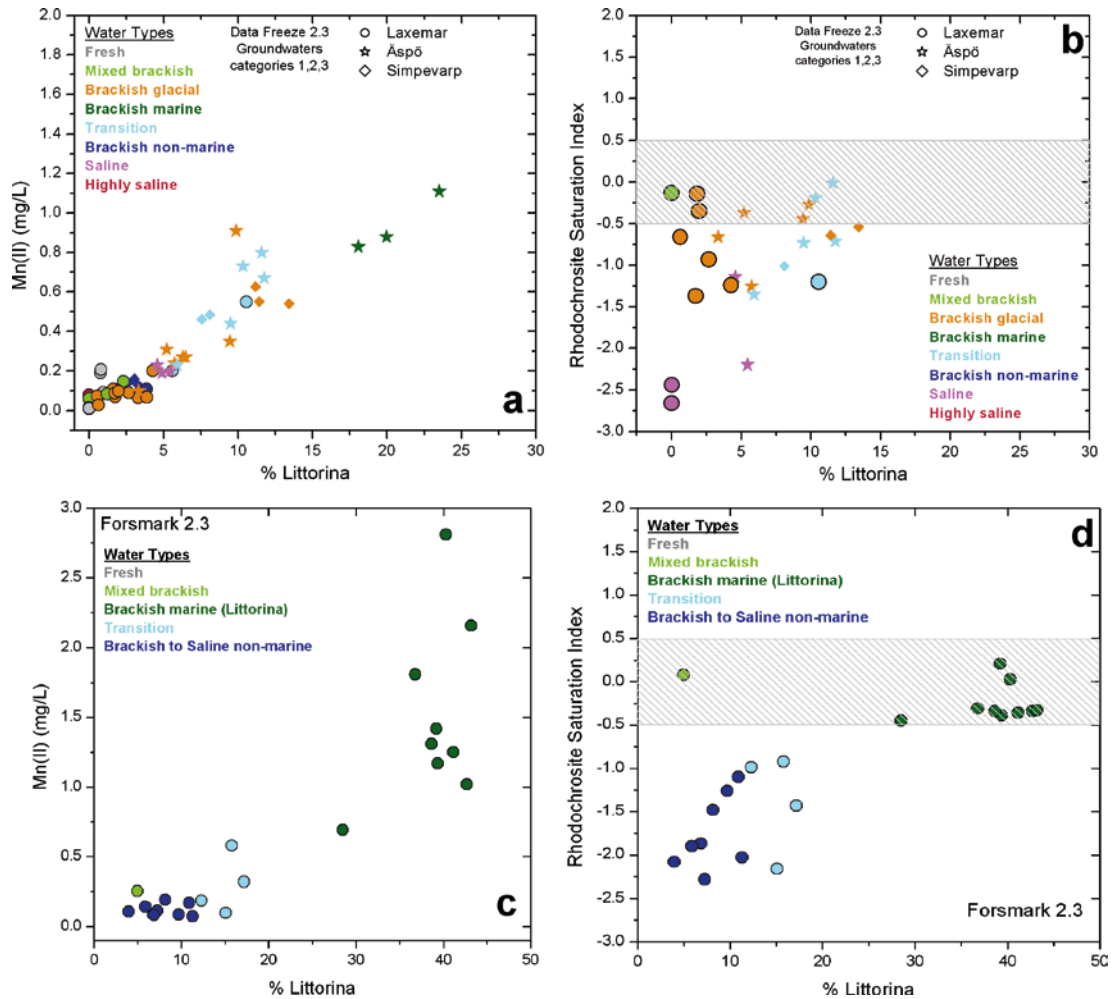 Water Types
Fresh
Mixed brackish
Brackish glacial
Brackish marine
Transition
Brackish non-marine
Saline
Highly saline
Data Freeze 2.3
Groundwaters
categories 1,2,3
Laxemar
Äspö
Simpevarp
2.0
1.8
1.6
1.4
1.2
1.0
0.8
0.6
0.4
0.2
0.0
Mn(II) (mg/L)
0 5 10 15 20 25 30
% Littorina
a
Data Freeze 2.3
Groundwaters
categories 1,2,3
Laxemar
Äspö
Simpevarp
b
2.0
1.5
1.0
0.5
0.0
-0.5
-1.0
-1.5
-2.0
-2.5
-3.0
Rhodochrosite Saturation Index
Water Types
Fresh
Mixed brackish
Brackish glacial
Brackish marine
Transition
Brackish non-marine
Saline
Highly saline
0 5 10 15 20 25 30
% Littorina
Forsmark 2.3
Water Types
Fresh
Mixed brackish
Brackish marine (Littorina)
Transition
Brackish to Saline non-marine
3.0
2.5
2.0
1.5
1.0
0.5
0.0
Mn(II) (mg/L)
c
0 10 20 30 40 50
% Littorina
Water Types
Fresh
Mixed brackish
Brackish marine (Littorina)
Transition
Brackish to Saline non-marine
d
2.0
1.5
1.0
0.5
0.0
-0.5
-1.0
-1.5
-2.0
-2.5
-3.0
Rhodochrosite Saturation Index
Forsmark 2.3
0 10 20 30 40 50
% Littorina